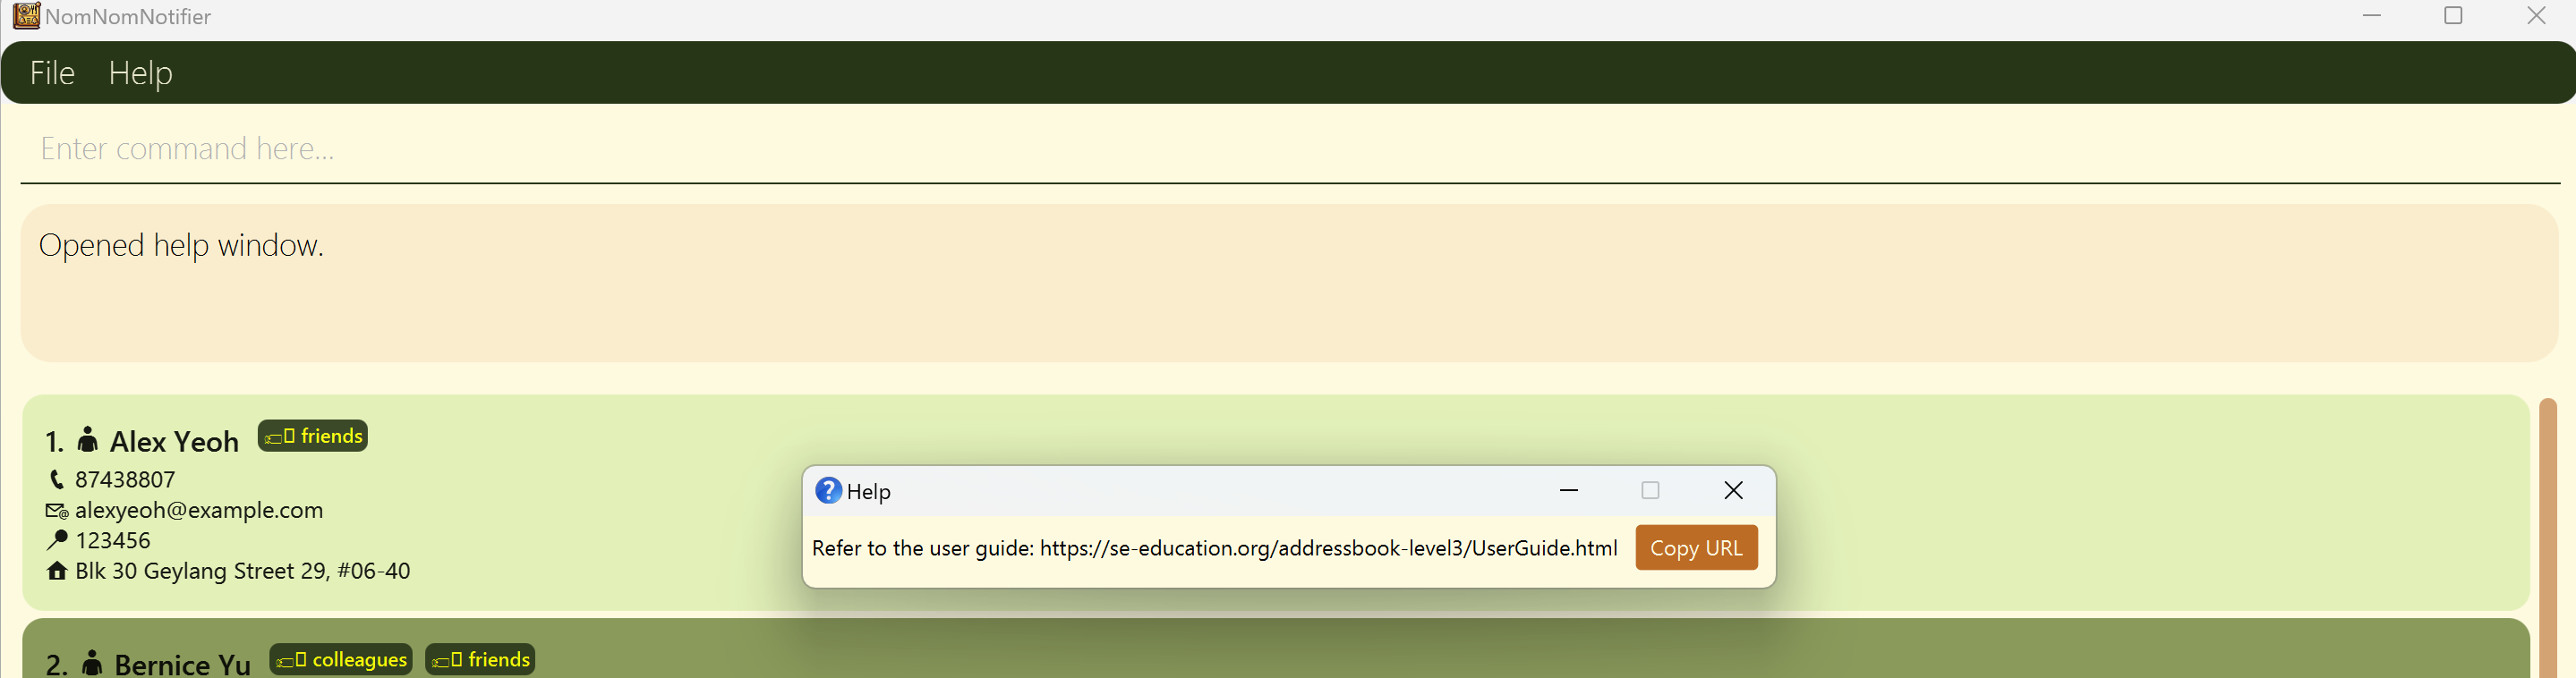 NomNomNotifier
File Help
Enter command here...
Opened help window.
1. Alex Yeoh friends
87438807
alexyeoh@example.com
123456
Blk 30 Geylang Street 29, #06-40
Help
Refer to the user guide: https://se-education.org/addressbook-level3/UserGuide.html Copy URL
2. Bernice Yu colleagues friends